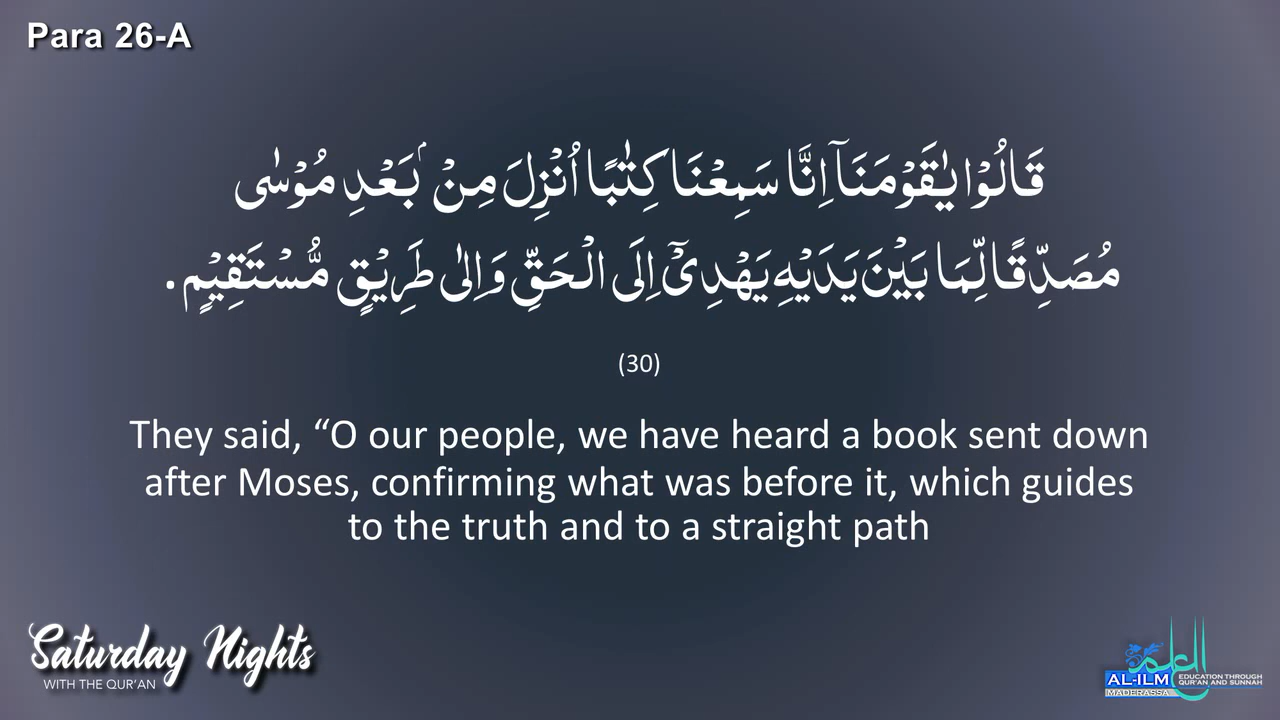 Para 26-A
قَالُوْا يٰقَوْمَنَاۤ اِنَّا سَمِعْنَا كِتٰبًا اُنْزِلَ مِنْۢ بَعْدِ مُوْسٰى
مُصَدِّقًا لِّمَا بَيْنَ يَدَيْهِ يَهْدِىْۤ اِلَى الْحَقِّ وَاِلٰى طَرِيْقٍ مُّسْتَقِيْمٍ.
(30)
They said, “O our people, we have heard a book sent down
after Moses, confirming what was before it, which guides
to the truth and to a straight path
Saturday Nights
WITH THE QUR'AN
العلم
AL-ILM
MADERASSA
EDUCATION THROUGH
QUR'AN AND SUNNAH